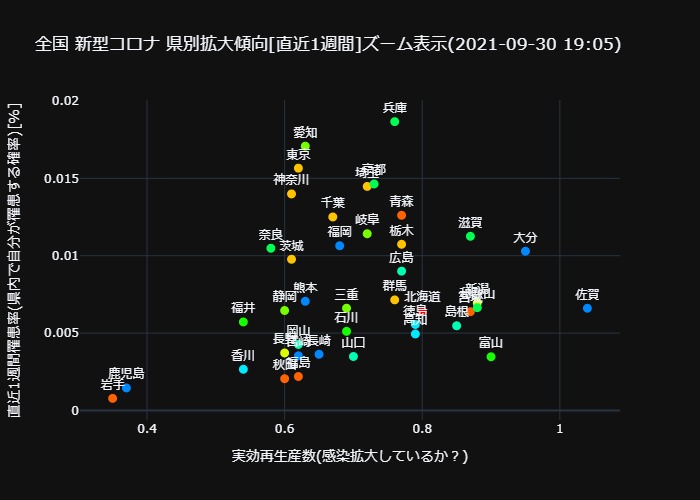 全国 新型コロナ 県別拡大傾向[直近1週間]ズーム表示(2021-09-30 19:05)
直近1週間罹患率(県内で自分が罹患する確率)[%]
0.02
兵庫
愛知
東京
埼玉
京都
0.015
神奈川
千葉
青森
岐阜
滋賀
奈良
茨城
福岡
栃木
大分
0.01
広島
群馬
新潟
熊本
静岡
三重
北海道
佐賀
福井
石川
徳島
高知
島根
0.005
岡山
長崎
山口
富山
香川
秋田
鹿児島
岩手
0
0.4
0.6
0.8
1
実効再生産数(感染拡大しているか？)